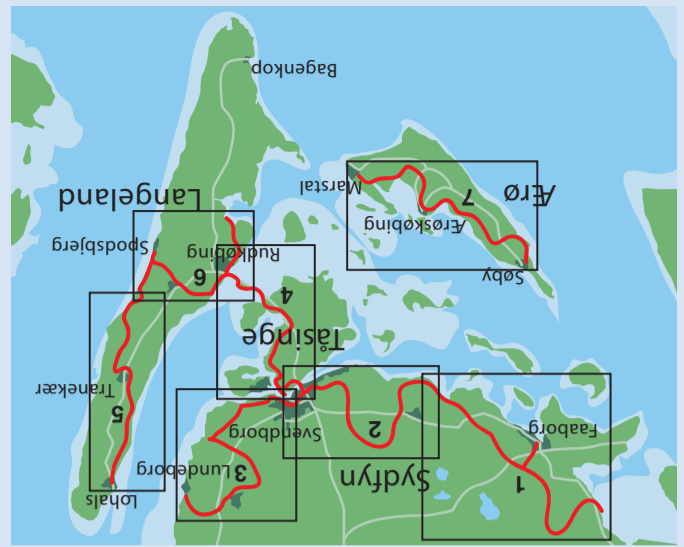 1
Faaborg
Sydfyn
2
3
Lundeborg
Svendborg
Lohals
5
Tranekær
Tåsinge
4
6
Rudkøbing
Spodsbjerg
Langeland
Søby
Ærø
7
Ærøskøbing
Marstal
Bagenkop